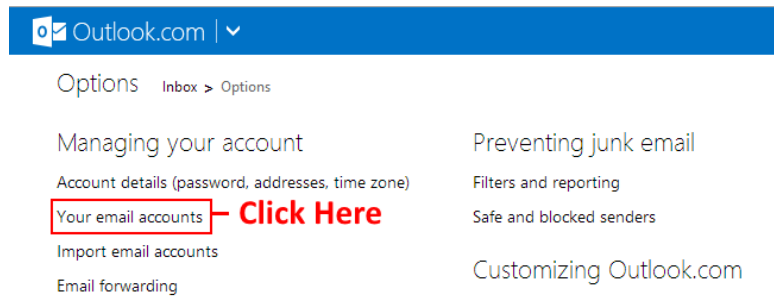 Outlook.com
Options Inbox > Options
Managing your account
Account details (password, addresses, time zone)
Your email accounts Click Here
Import email accounts
Email forwarding
Preventing junk email
Filters and reporting
Safe and blocked senders
Customizing Outlook.com